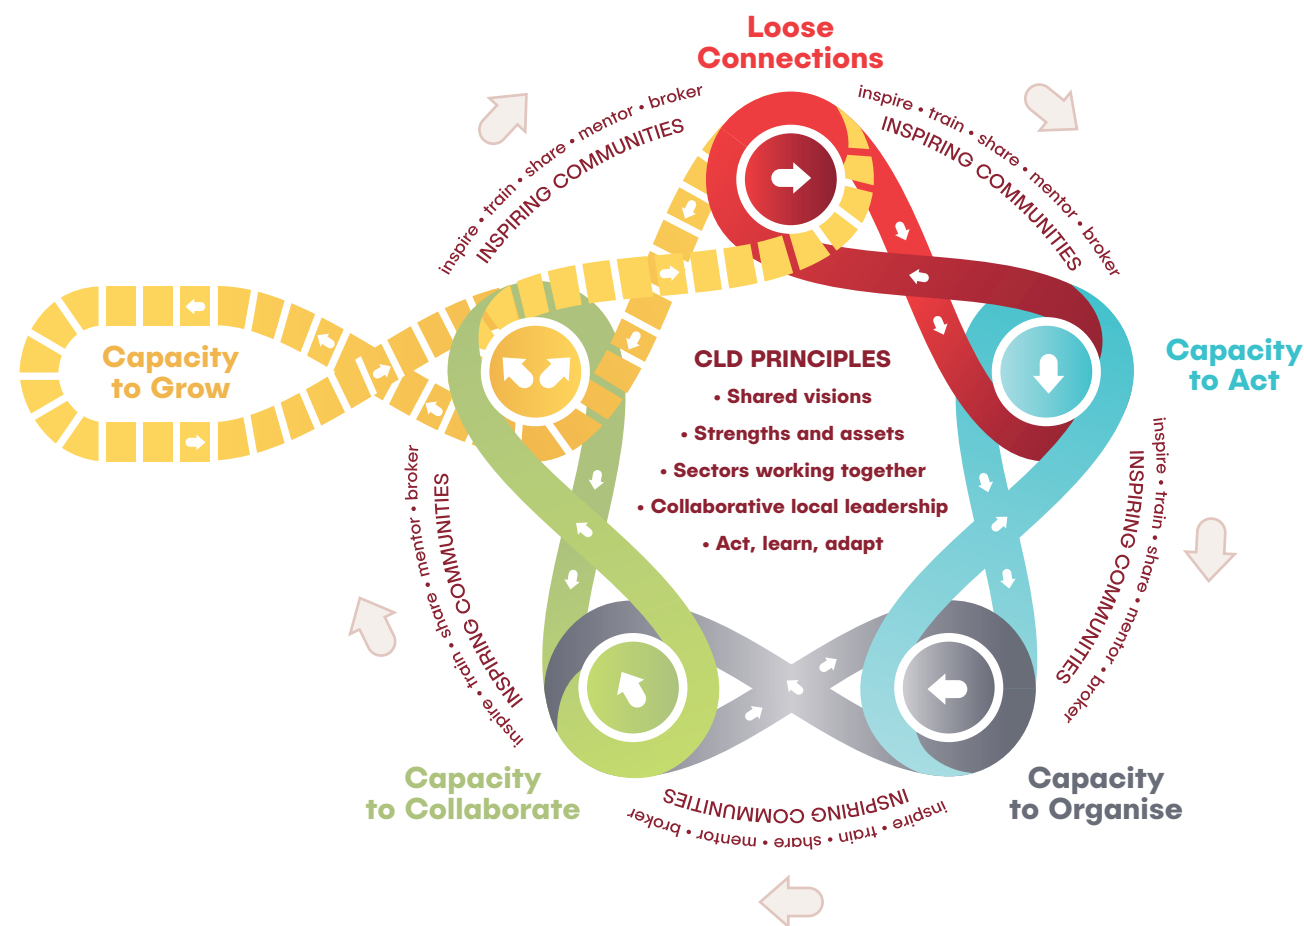 Loose
Connections
inspire • train • share • mentor • broker
INSPIRING COMMUNITIES
inspire • train • share • mentor • broker
INSPIRING COMMUNITIES
Capacity
to Grow
CLD PRINCIPLES
• Shared visions
• Strengths and assets
• Sectors working together
• Collaborative local leadership
• Act, learn, adapt
Capacity
to Act
inspire • train • share • mentor • broker
INSPIRING COMMUNITIES
inspire • train • share • mentor • broker
INSPIRING COMMUNITIES
Capacity
to Collaborate
Capacity
to Organise
INSPIRING COMMUNITIES
inspire • train • share • mentor • broker